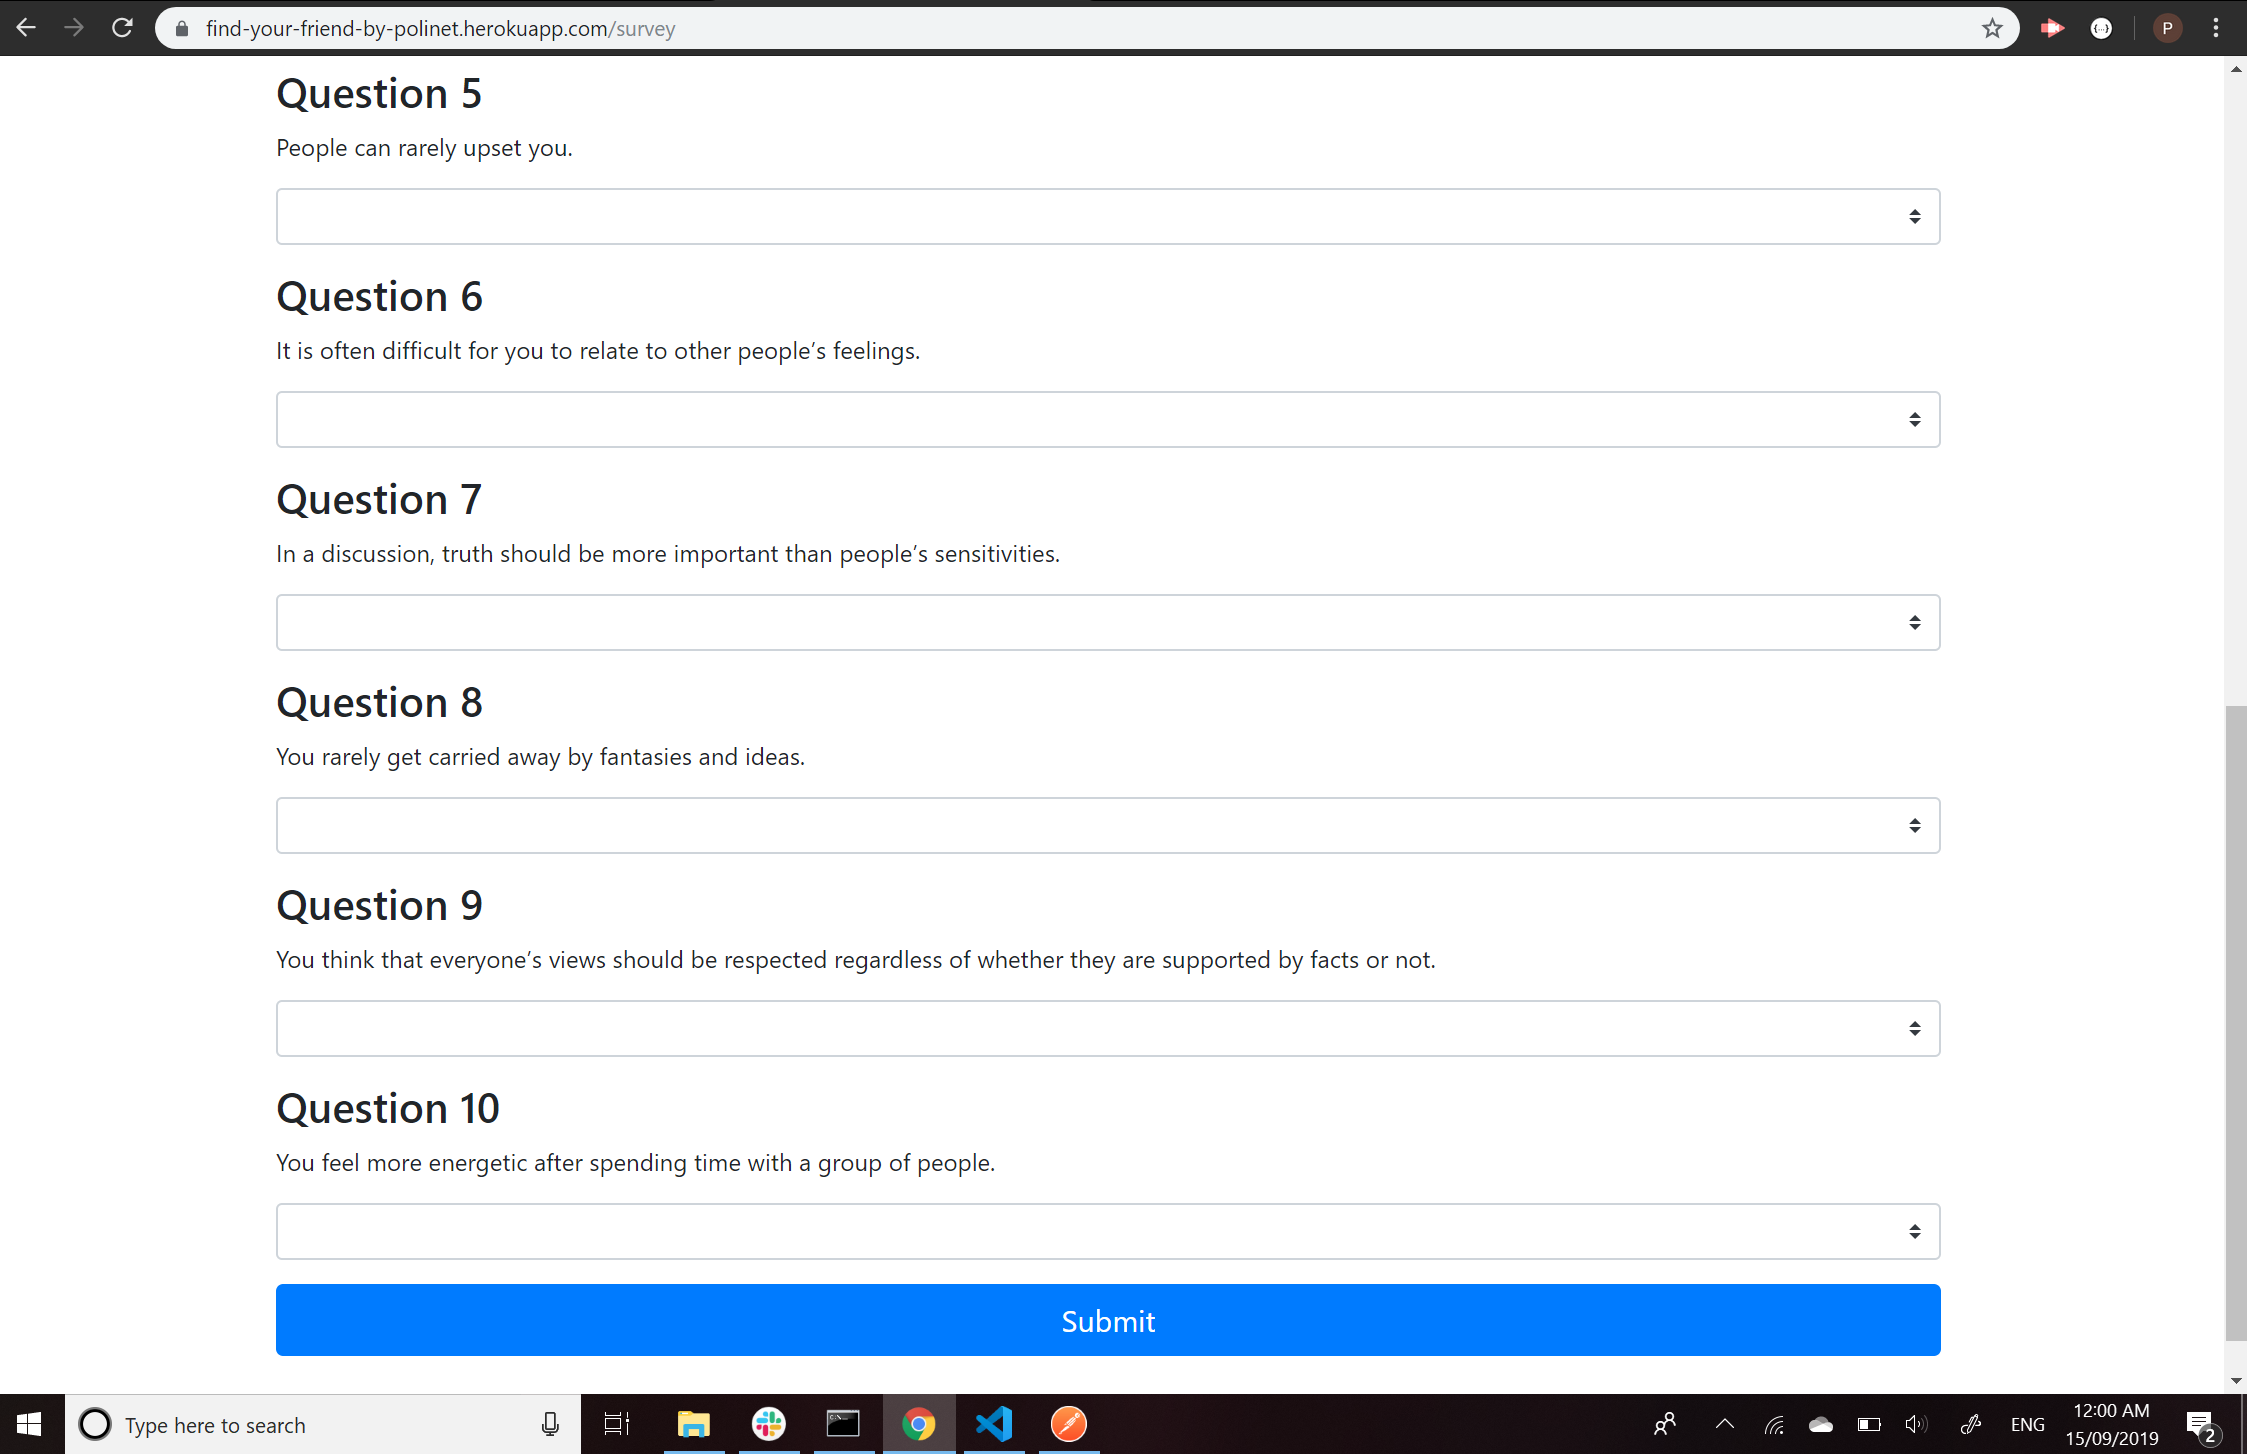 find-your-friend-by-polinet.herokuapp.com/survey
P
Question 5
People can rarely upset you.
Question 6
It is often difficult for you to relate to other people’s feelings.
Question 7
In a discussion, truth should be more important than people’s sensitivities.
Question 8
You rarely get carried away by fantasies and ideas.
Question 9
You think that everyone’s views should be respected regardless of whether they are supported by facts or not.
Question 10
You feel more energetic after spending time with a group of people.
Submit
Type here to search
ENG
12:00 AM
15/09/2019
2